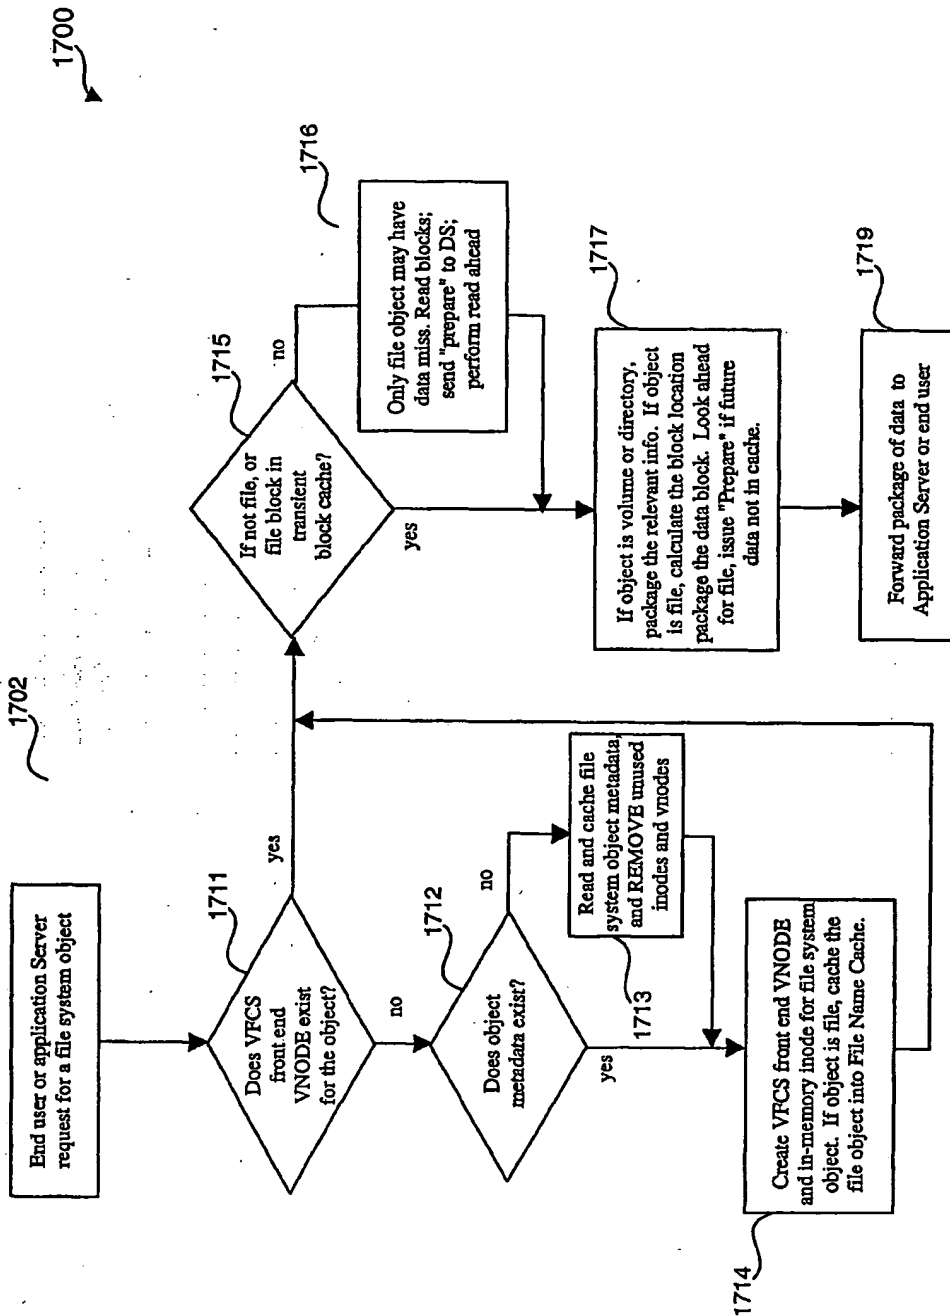 1700
1702
End user or application Server
request for a file system object
1711
Does VFCS
front end
VNODE exist
for the object?
yes
no
1712
Does object
metadata exist?
no
yes
1713
Read and cache file
system object metadata,
and REMOVE unused
inodes and vnodes
1714
Create VFCS front end VNODE
and in-memory inode for file system
object. If object is file, cache the
file object into File Name Cache.
1715
If not file, or
file block in
transient
block cache?
no
yes
1716
Only file object may have
data miss. Read blocks;
send "prepare" to DS;
perform read ahead
1717
If object is volume or directory,
package the relevant info. If object
is file, calculate the block location
package the data block. Look ahead
for file, issue "Prepare" if future
data not in cache.
1719
Forward package of data to
Application Server or end user